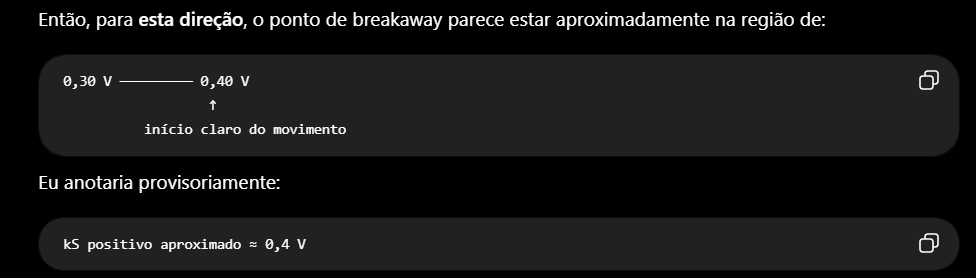 Então, para esta direção, o ponto de breakaway parece estar aproximadamente na região de:
0,30 V ───────── 0,40 V
↑
início claro do movimento
Eu anotaria provisoriamente:
kS positivo aproximado ≈ 0,4 V